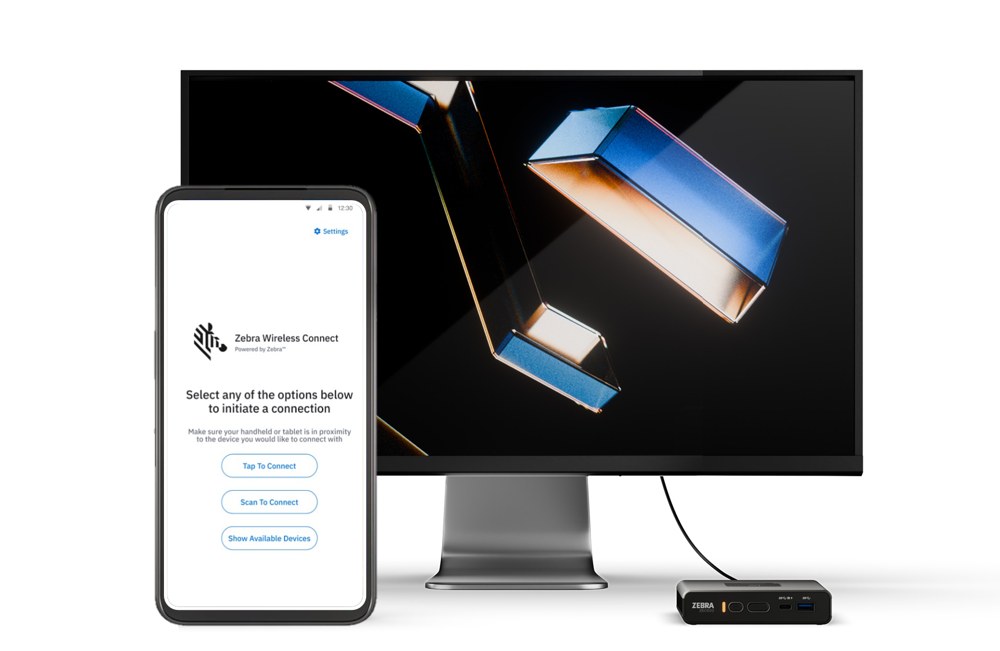 12:30
Settings
Zebra Wireless Connect
Powered by Zebra™
Select any of the options below
to initiate a connection
Make sure your handheld or tablet is in proximity
to the device you would like to connect with
Tap To Connect
Scan To Connect
Show Available Devices
ZEBRA
ZEC500